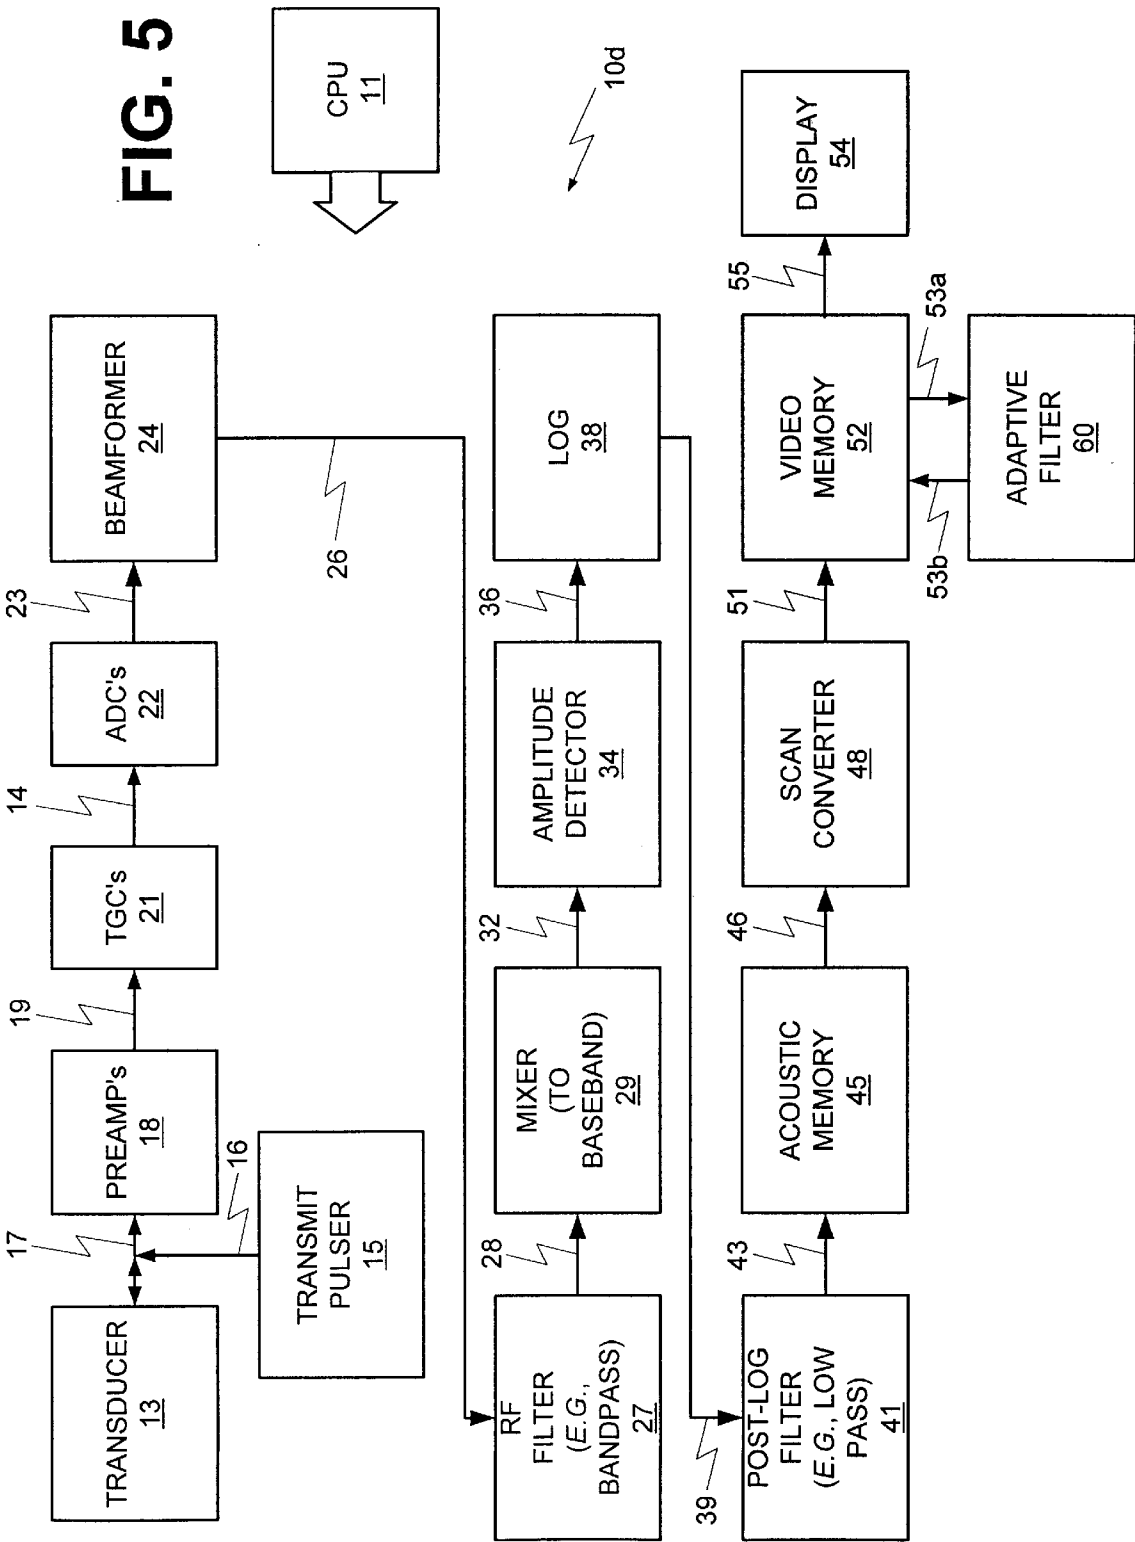 FIG. 5
CPU
11
10d
TRANSDUCER
13
17
PREAMP's
18
19
TGC's
21
14
ADC's
22
23
BEAMFORMER
24
16
TRANSMIT
PULSER
15
26
RF
FILTER
(E.G.,
BANDPASS)
27
28
MIXER
(TO
BASEBAND)
29
32
AMPLITUDE
DETECTOR
34
36
LOG
38
39
POST-LOG
FILTER
(E.G., LOW
PASS)
41
43
ACOUSTIC
MEMORY
45
46
SCAN
CONVERTER
48
51
VIDEO
MEMORY
52
55
DISPLAY
54
53b
53a
ADAPTIVE
FILTER
60